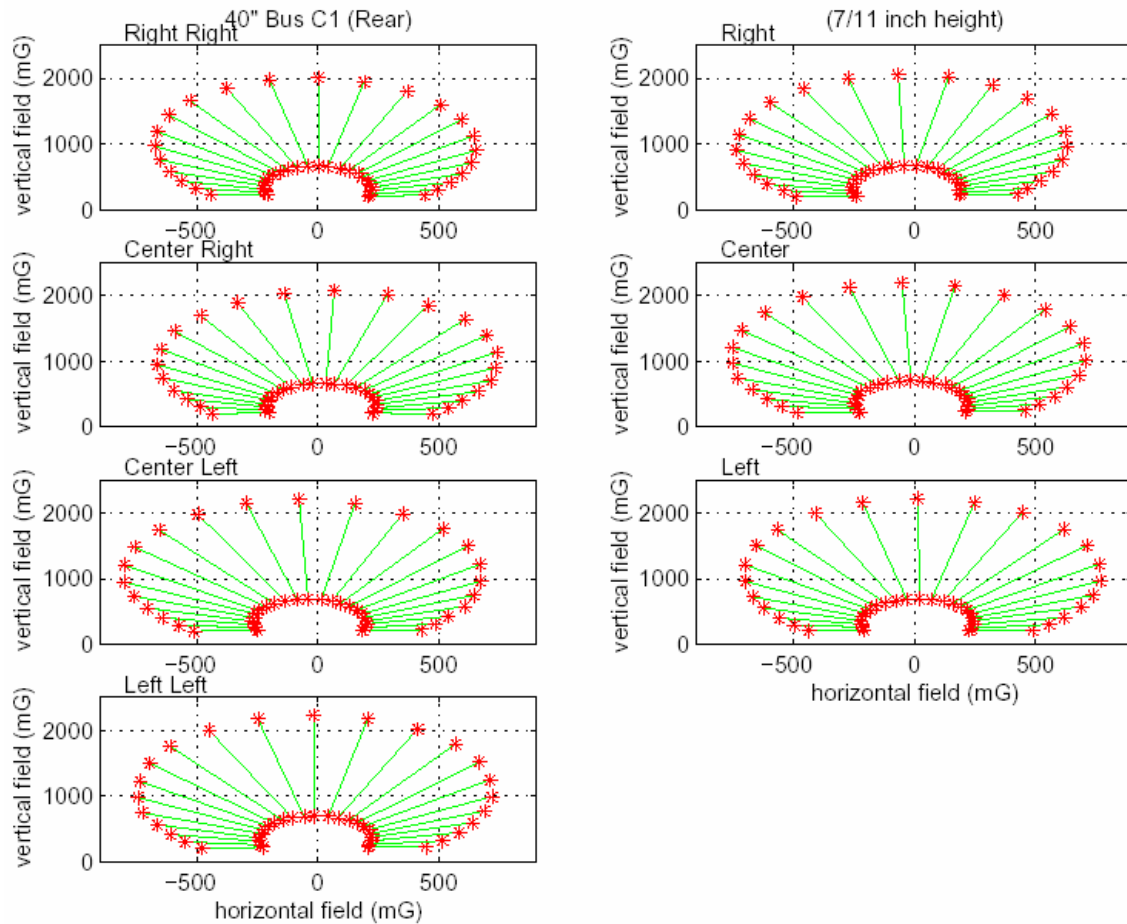 40" Bus C1 (Rear)
(7/11 inch height)
Right Right
vertical field (mG)
2000
1000
0
−500
0
500
Right
vertical field (mG)
2000
1000
0
−500
0
500
Center Right
vertical field (mG)
2000
1000
0
−500
0
500
Center
vertical field (mG)
2000
1000
0
−500
0
500
Center Left
vertical field (mG)
2000
1000
0
−500
0
500
Left
vertical field (mG)
2000
1000
0
−500
0
500
horizontal field (mG)
Left Left
vertical field (mG)
2000
1000
0
−500
0
500
horizontal field (mG)